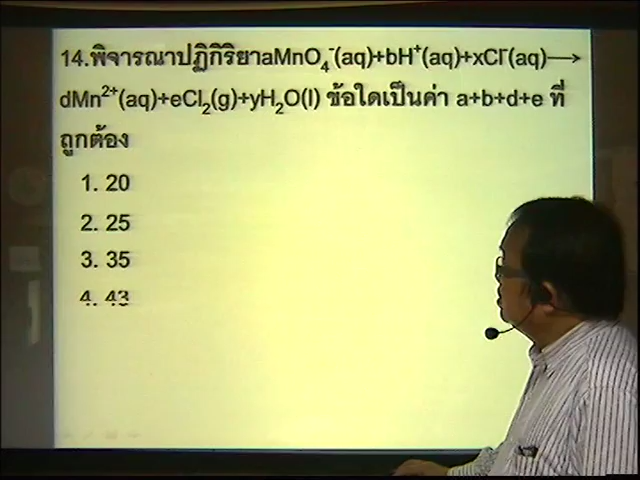 14.พิจารณาปฏิกิริยาaMnO₄⁻(aq)+bH⁺(aq)+xCl⁻(aq)⟶
dMn²⁺(aq)+eCl₂(g)+yH₂O(l) ข้อใดเป็นค่า a+b+d+e ที่
ถูกต้อง
1. 20
2. 25
3. 35
4. 43